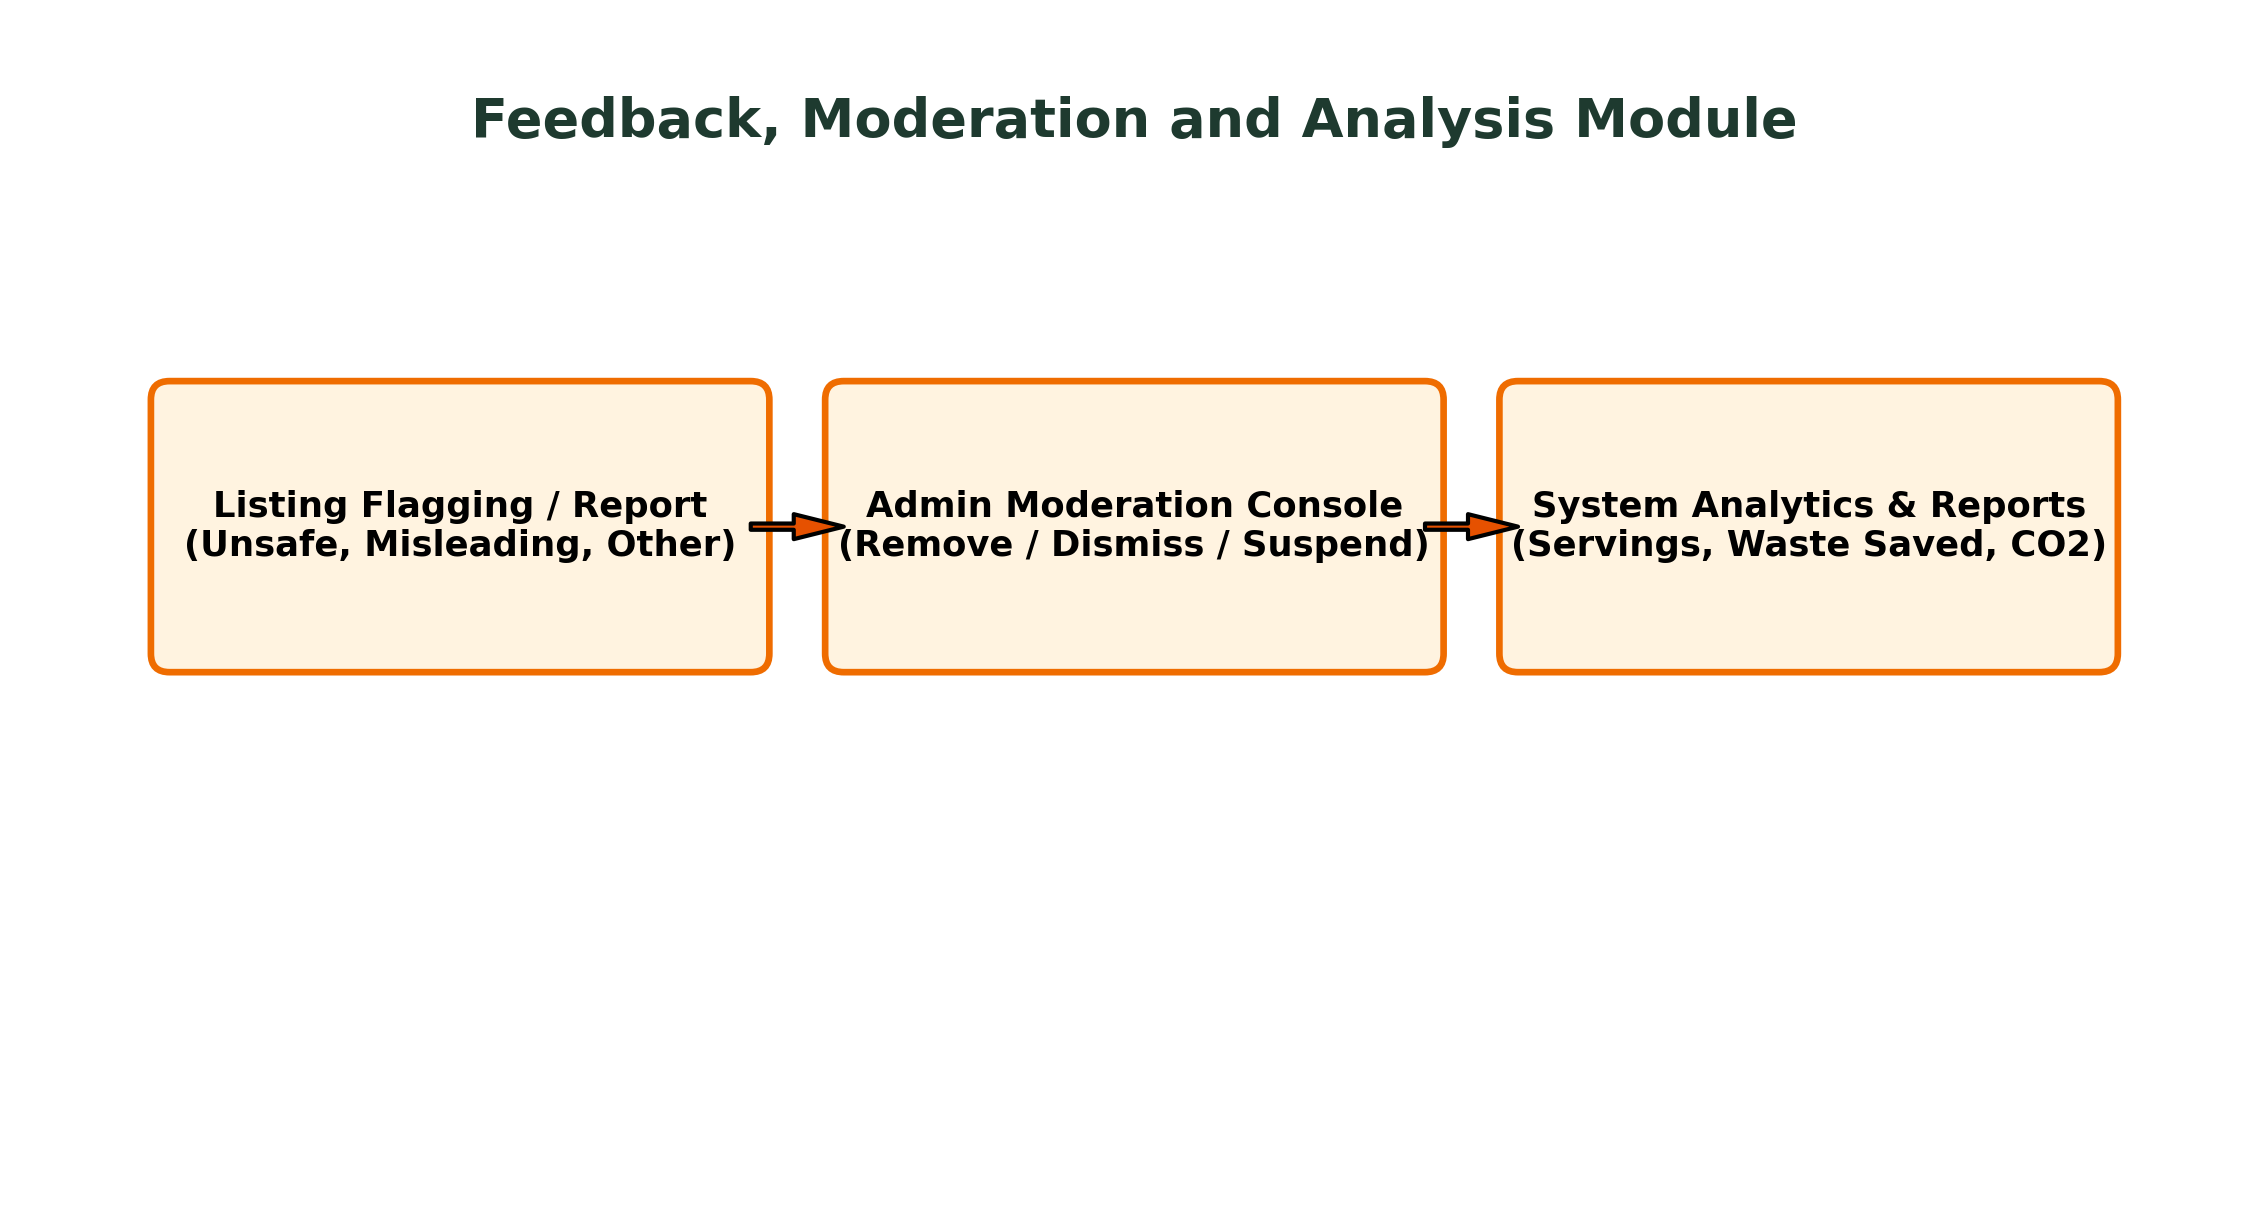 Feedback, Moderation and Analysis Module
Listing Flagging / Report
(Unsafe, Misleading, Other)
Admin Moderation Console
(Remove / Dismiss / Suspend)
System Analytics & Reports
(Servings, Waste Saved, CO2)